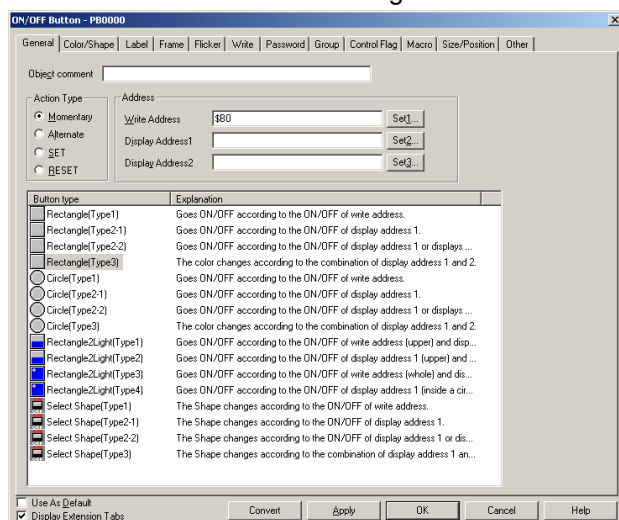 ON/OFF Button - PB0000
General Color/Shape Label Frame Flicker Write Password Group Control Flag Macro Size/Position Other
Object comment
Action Type
Address
Momentary
Write Address $B0 Set1...
Alternate
Display Address1 Set2...
SET
Display Address2 Set3...
RESET
Button type Explanation
Rectangle(Type1) Goes ON/OFF according to the ON/OFF of write address.
Rectangle(Type2-1) Goes ON/OFF according to the ON/OFF of display address 1.
Rectangle(Type2-2) Goes ON/OFF according to the ON/OFF of display address 1 or displays ...
Rectangle(Type3) The color changes according to the combination of display address 1 and 2.
Circle(Type1) Goes ON/OFF according to the ON/OFF of write address.
Circle(Type2-1) Goes ON/OFF according to the ON/OFF of display address 1.
Circle(Type2-2) Goes ON/OFF according to the ON/OFF of display address 1 or displays ...
Circle(Type3) The color changes according to the combination of display address 1 and 2.
Rectangle2Light(Type1) Goes ON/OFF according to the ON/OFF of write address (upper) and disp...
Rectangle2Light(Type2) Goes ON/OFF according to the ON/OFF of display address 1 (upper) and ...
Rectangle2Light(Type3) Goes ON/OFF according to the ON/OFF of write address (whole) and dis...
Rectangle2Light(Type4) Goes ON/OFF according to the ON/OFF of display address 1 (inside a cir...
Select Shape(Type1) The Shape changes according to the ON/OFF of write address.
Select Shape(Type2-1) The Shape changes according to the ON/OFF of display address 1.
Select Shape(Type2-2) The Shape changes according to the ON/OFF of display address 1 or dis...
Select Shape(Type3) The Shape changes according to the combination of display address 1 an...
Use As Default
Display Extension Tabs
Convert Apply OK Cancel Help